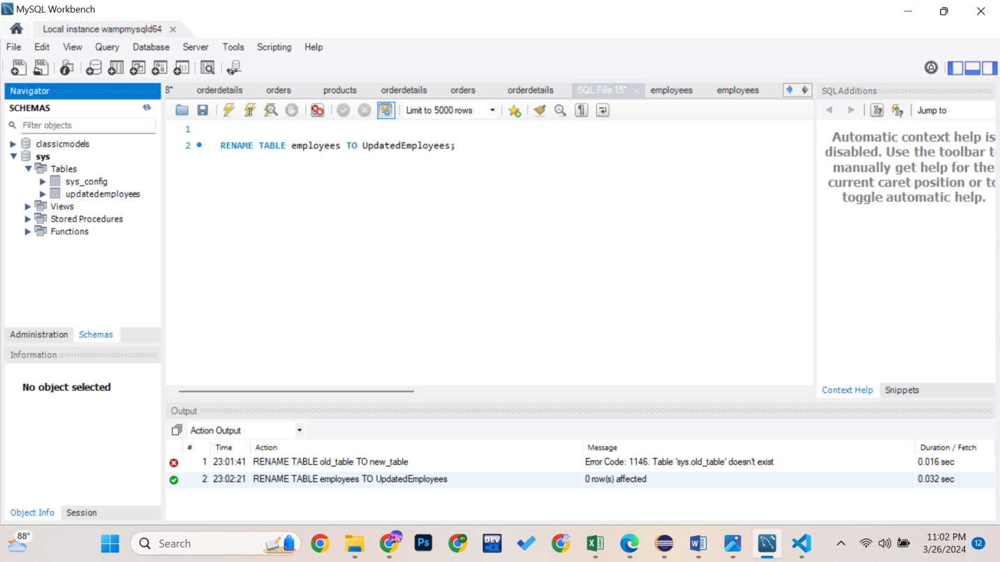 MySQL Workbench
Local instance wampmysqld64
File Edit View Query Database Server Tools Scripting Help
Navigator
SCHEMAS
Filter objects
classicmodels
sys
Tables
sys_config
updatedemployees
Views
Stored Procedures
Functions
Administration Schemas
Information
No object selected
Object Info Session
8* orderdetails orders products orderdetails orders orderdetails SQL File 15* employees employees
Limit to 5000 rows
1
2 RENAME TABLE employees TO UpdatedEmployees;
SQLAdditions
Jump to
Automatic context help is
disabled. Use the toolbar t
manually get help for the
current caret position or to
toggle automatic help.
Context Help Snippets
Output
Action Output
# Time Action Message Duration / Fetch
1 23:01:41 RENAME TABLE old_table TO new_table Error Code: 1146. Table 'sys.old_table' doesn't exist 0.016 sec
2 23:02:21 RENAME TABLE employees TO UpdatedEmployees 0 row(s) affected 0.032 sec
88°
Search
Ps
m
DEV
11:02 PM
3/26/2024
12